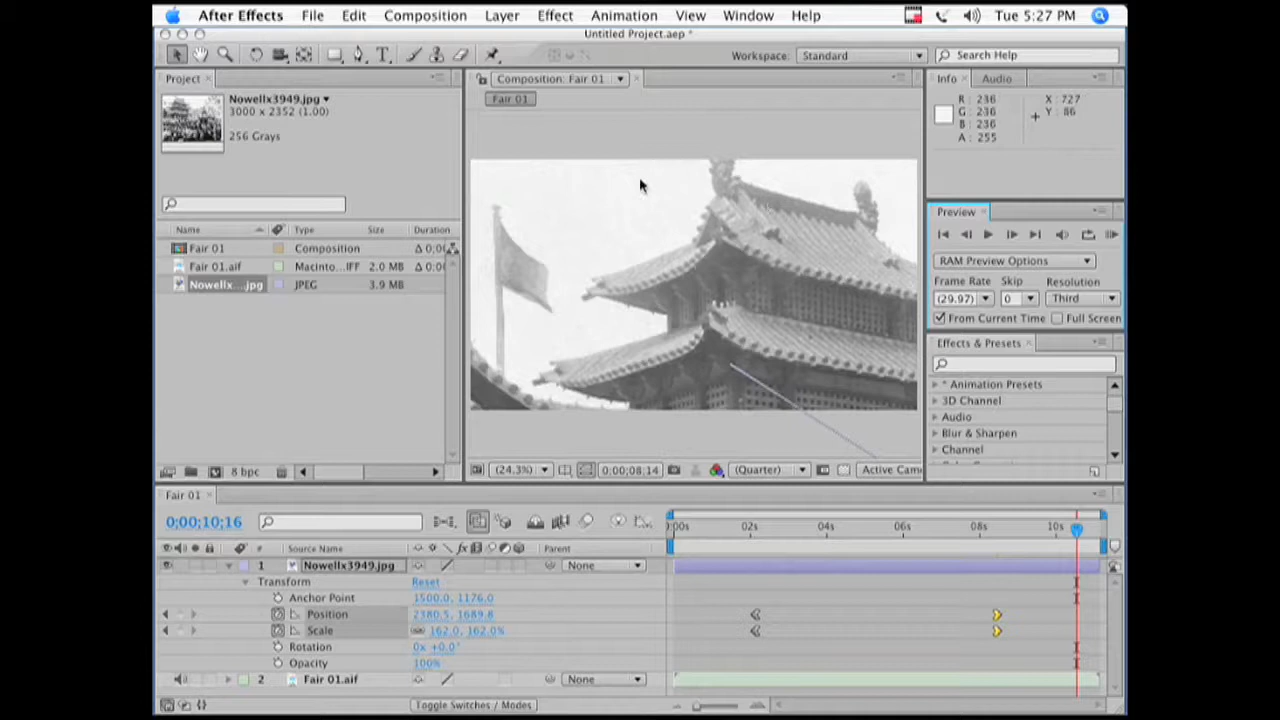 After Effects File Edit Composition Layer Effect Animation View Window Help Tue 5:27 PM
Untitled Project.aep *
Workspace: Standard Search Help
Project Composition: Fair 01 Info Audio
Nowellx3949.jpg
3000 x 2352 (1.00)
256 Grays
Fair 01
R : 236
G : 236
B : 236
A : 255
X : 727
Y : 86
Preview
RAM Preview Options
Frame Rate Skip Resolution
(29.97) 0 Third
From Current Time Full Screen
Effects & Presets
* Animation Presets
3D Channel
Audio
Blur & Sharpen
Channel
Name Type Size Duration
Fair 01 Composition Δ 0;0
Fair 01.aif Macinto...IFF 2.0 MB Δ 0;0
Nowellx....jpg JPEG 3.9 MB
8 bpc
(24.3%) 0;00;08;14 (Quarter) Active Came
Fair 01
0;00;10;16
:00s 02s 04s 06s 08s 10s
# Source Name fx Parent
1 Nowellx3949.jpg None
Transform Reset
Anchor Point 1500.0, 1176.0
Position 2380.5, 1689.8
Scale 162.0, 162.0%
Rotation 0x +0.0°
Opacity 100%
2 Fair 01.aif None
Toggle Switches / Modes